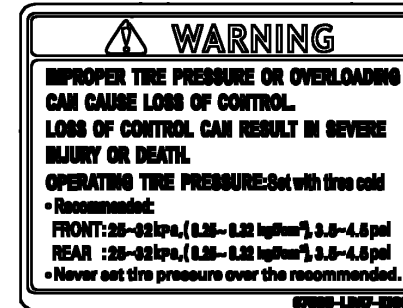 WARNING
IMPROPER TIRE PRESSURE OR OVERLOADING
CAN CAUSE LOSS OF CONTROL.
LOSS OF CONTROL CAN RESULT IN SEVERE
INJURY OR DEATH.
OPERATING TIRE PRESSURE:Set with tires cold
• Recommended:
FRONT: 25~32 kpa, ( 0.25~ 0.32 kgf/cm²), 3.5~4.5 psi
REAR : 25~32 kpa, ( 0.25~ 0.32 kgf/cm²), 3.5~4.5 psi
• Never set tire pressure over the recommended.